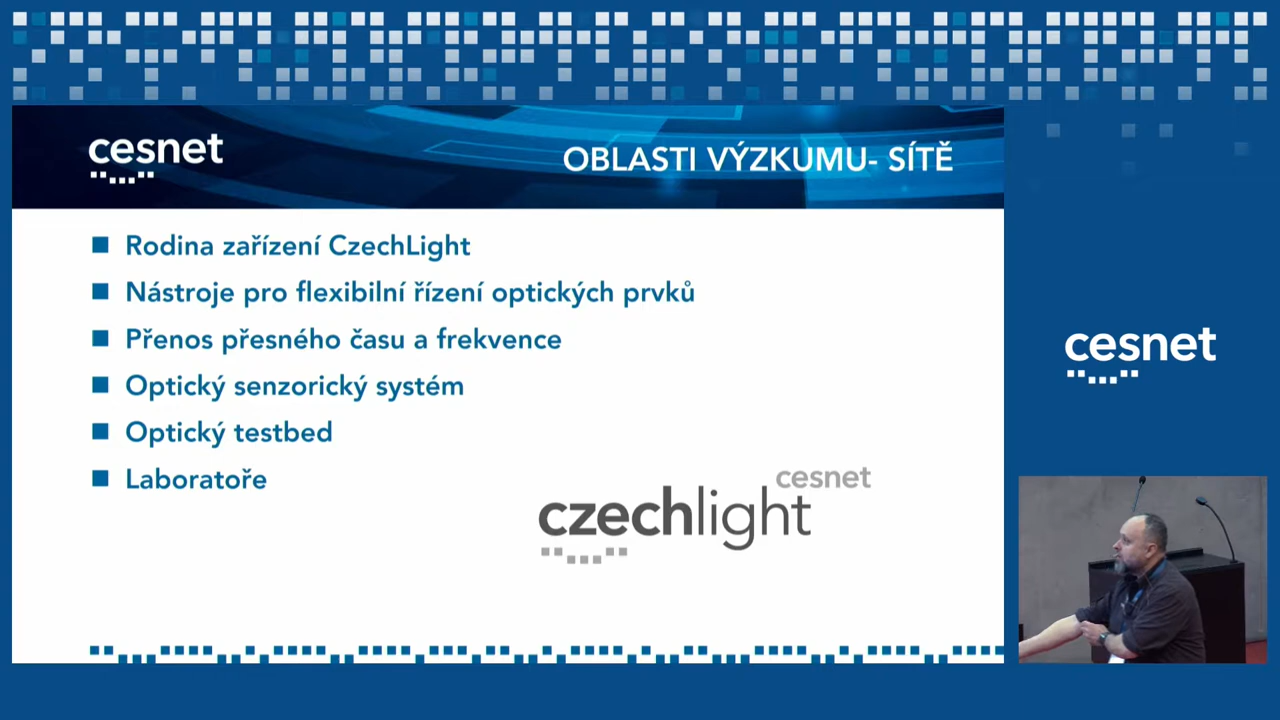 cesnet
OBLASTI VÝZKUMU- SÍTĚ
Rodina zařízení CzechLight
Nástroje pro flexibilní řízení optických prvků
Přenos přesného času a frekvence
Optický senzorický systém
Optický testbed
Laboratoře
cesnet
czechlight
cesnet